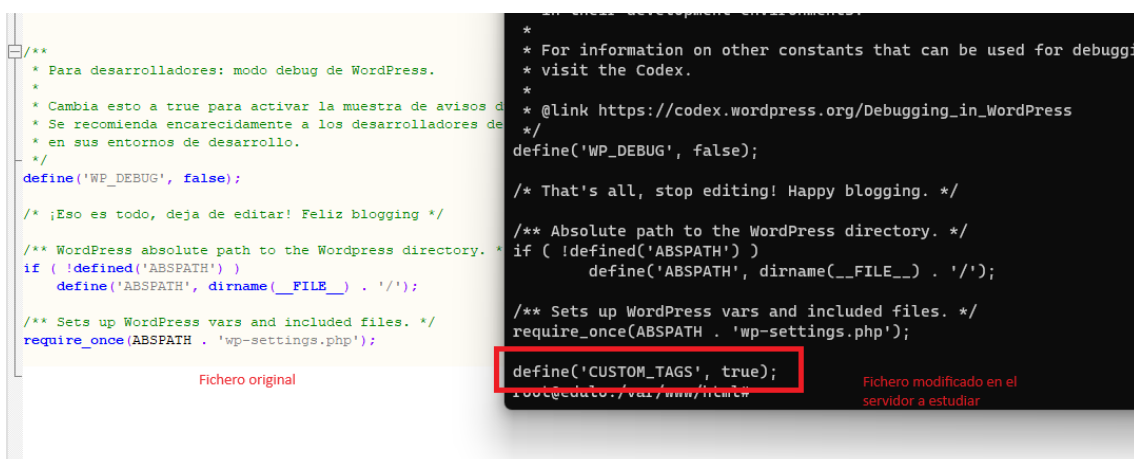 /**
 * Para desarrolladores: modo debug de WordPress.
 *
 * Cambia esto a true para activar la muestra de avisos d
 * Se recomienda encarecidamente a los desarrolladores de
 * en sus entornos de desarrollo.
 */
define('WP_DEBUG', false);
/* ¡Eso es todo, deja de editar! Feliz blogging */
/** WordPress absolute path to the Wordpress directory. *
if ( !defined('ABSPATH') )
    define('ABSPATH', dirname(__FILE__) . '/');
/** Sets up WordPress vars and included files. */
require_once(ABSPATH . 'wp-settings.php');
Fichero original
in their development environments.
 *
 * For information on other constants that can be used for debuggi
 * visit the Codex.
 *
 * @link https://codex.wordpress.org/Debugging_in_WordPress
 */
define('WP_DEBUG', false);
/* That's all, stop editing! Happy blogging. */
/** Absolute path to the WordPress directory. */
if ( !defined('ABSPATH') )
        define('ABSPATH', dirname(__FILE__) . '/');
/** Sets up WordPress vars and included files. */
require_once(ABSPATH . 'wp-settings.php');
define('CUSTOM_TAGS', true);
Fichero modificado en el
servidor a estudiar